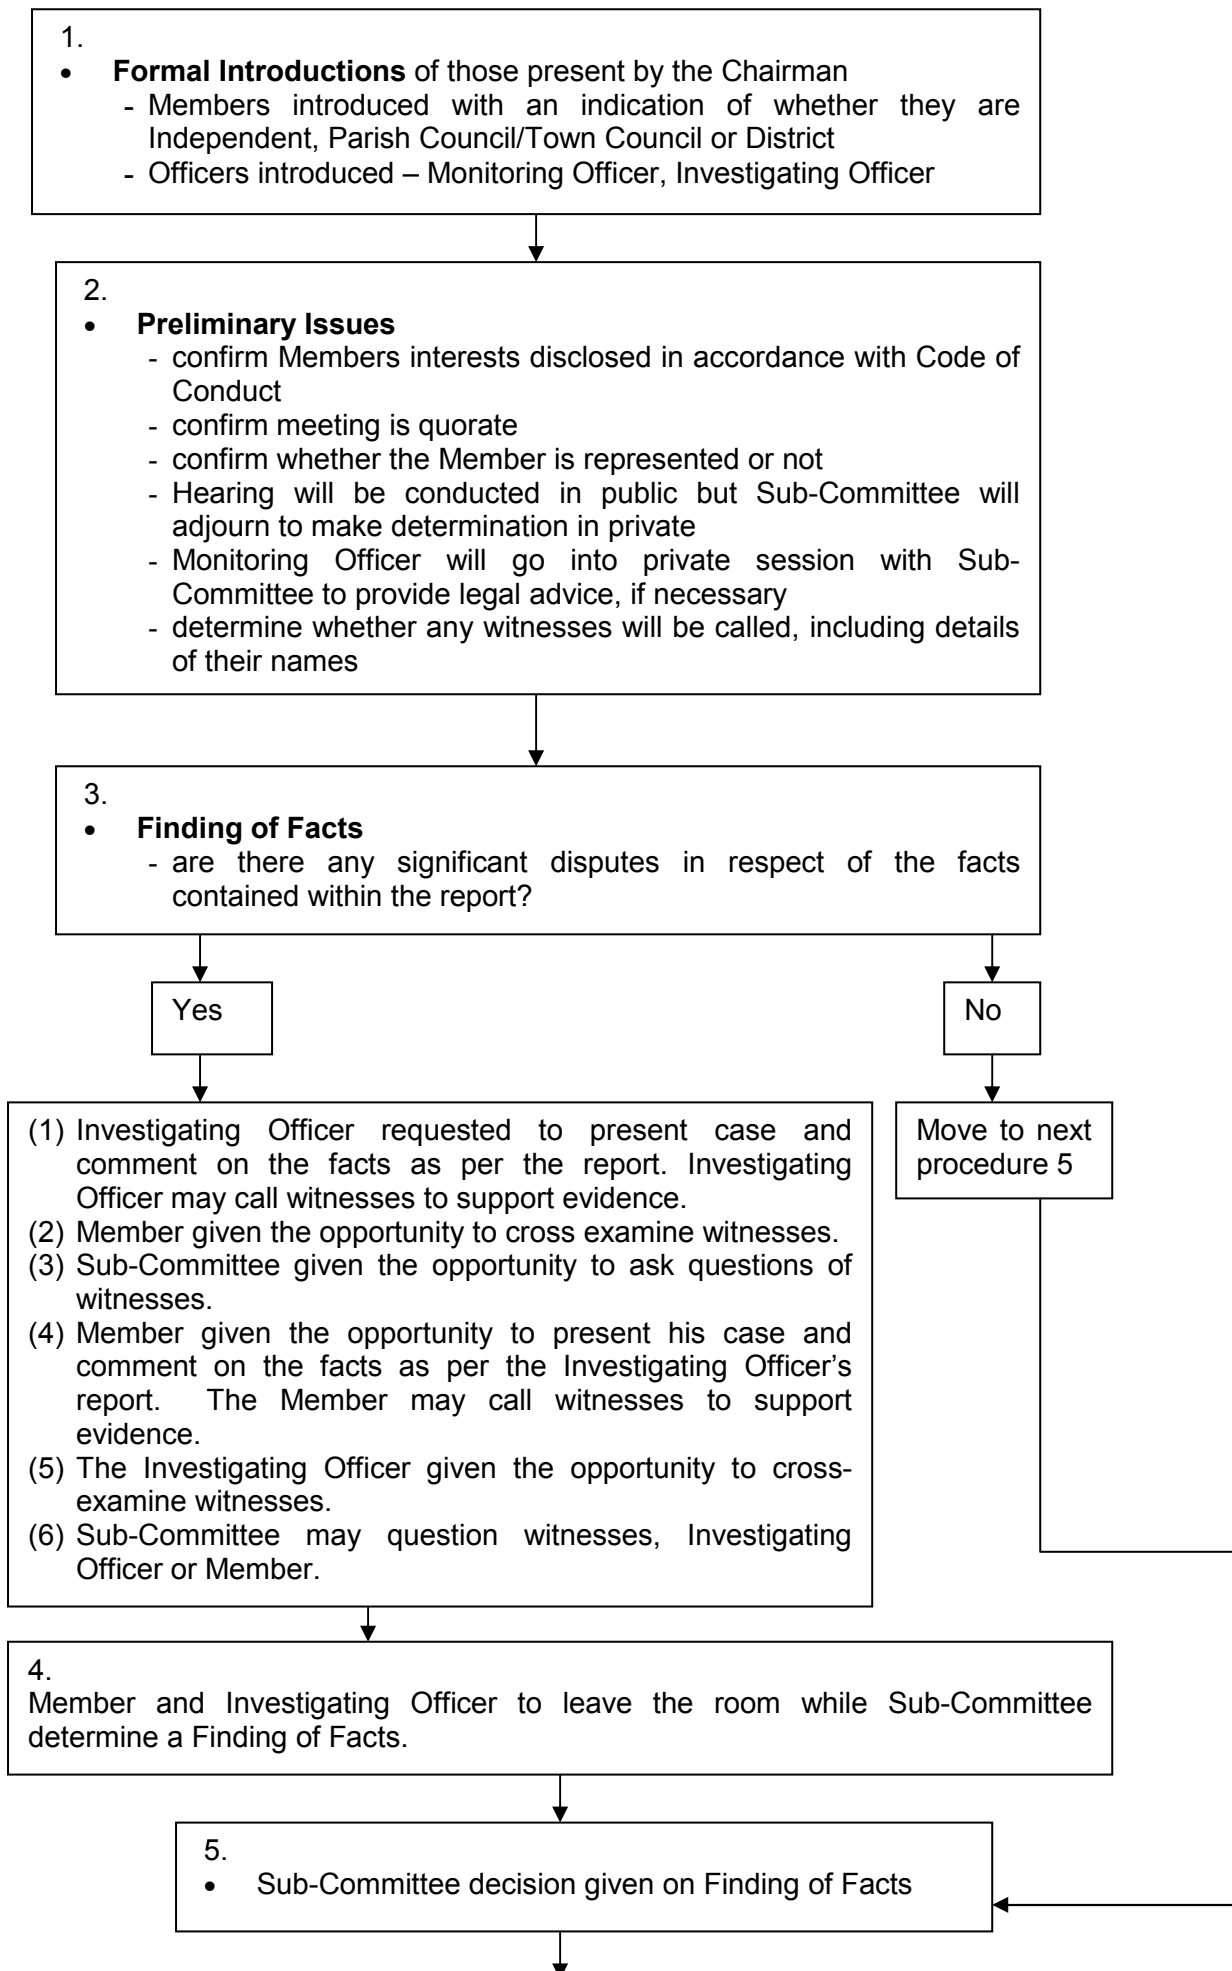 1.
• Formal Introductions of those present by the Chairman
- Members introduced with an indication of whether they are
Independent, Parish Council/Town Council or District
- Officers introduced – Monitoring Officer, Investigating Officer
2.
• Preliminary Issues
- confirm Members interests disclosed in accordance with Code of
Conduct
- confirm meeting is quorate
- confirm whether the Member is represented or not
- Hearing will be conducted in public but Sub-Committee will
adjourn to make determination in private
- Monitoring Officer will go into private session with Sub-
Committee to provide legal advice, if necessary
- determine whether any witnesses will be called, including details
of their names
3.
• Finding of Facts
- are there any significant disputes in respect of the facts
contained within the report?
Yes
No
(1) Investigating Officer requested to present case and
comment on the facts as per the report. Investigating
Officer may call witnesses to support evidence.
(2) Member given the opportunity to cross examine witnesses.
(3) Sub-Committee given the opportunity to ask questions of
witnesses.
(4) Member given the opportunity to present his case and
comment on the facts as per the Investigating Officer’s
report. The Member may call witnesses to support
evidence.
(5) The Investigating Officer given the opportunity to cross-
examine witnesses.
(6) Sub-Committee may question witnesses, Investigating
Officer or Member.
Move to next
procedure 5
4.
Member and Investigating Officer to leave the room while Sub-Committee
determine a Finding of Facts.
5.
• Sub-Committee decision given on Finding of Facts